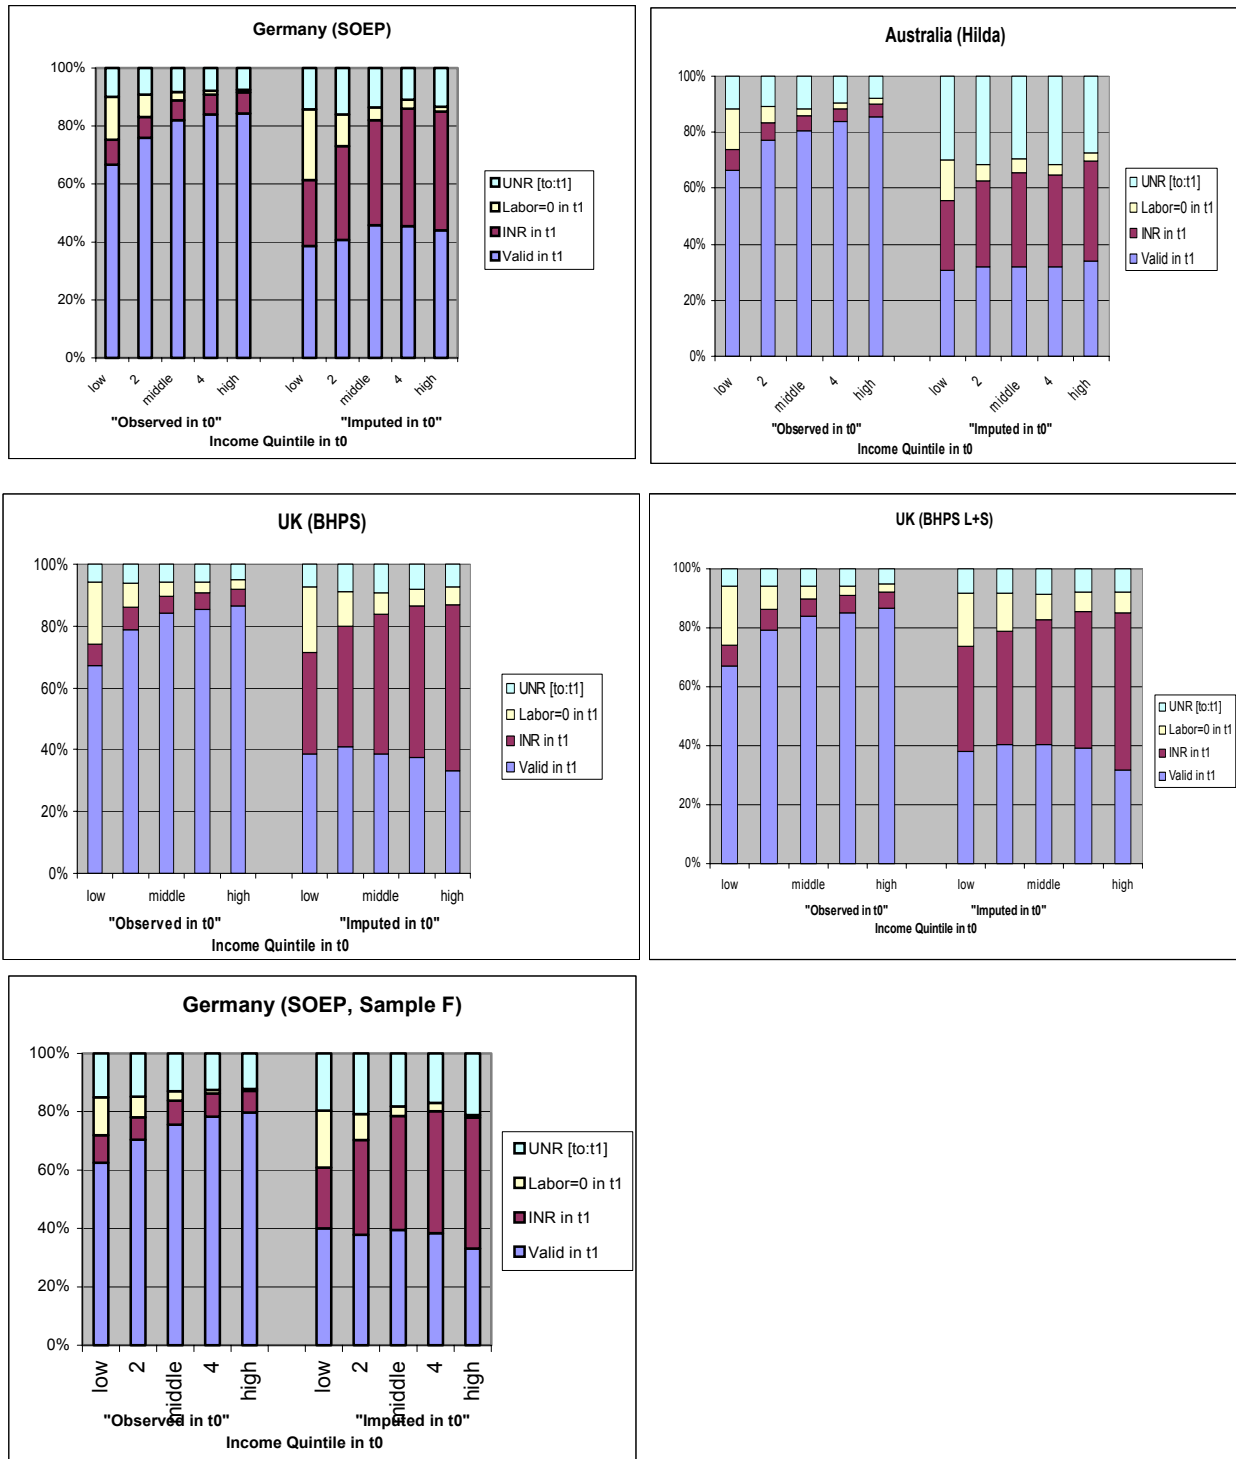 Germany (SOEP)
100%
80%
60%
40%
20%
0%
low 2 middle 4 high low 2 middle 4 high
"Observed in t0" "Imputed in t0"
Income Quintile in t0
UNR [to:t1]
Labor=0 in t1
INR in t1
Valid in t1
Australia (Hilda)
100%
80%
60%
40%
20%
0%
low 2 middle 4 high low 2 middle 4 high
"Observed in t0" "Imputed in t0"
Income Quintile in t0
UNR [to:t1]
Labor=0 in t1
INR in t1
Valid in t1
UK (BHPS)
100%
80%
60%
40%
20%
0%
low middle high low middle high
"Observed in t0" "Imputed in t0"
Income Quintile in t0
UNR [to:t1]
Labor=0 in t1
INR in t1
Valid in t1
UK (BHPS L+S)
100%
80%
60%
40%
20%
0%
low middle high low middle high
"Observed in t0" "Imputed in t0"
Income Quintile in t0
UNR [to:t1]
Labor=0 in t1
INR in t1
Valid in t1
Germany (SOEP, Sample F)
100%
80%
60%
40%
20%
0%
low 2 middle 4 high low 2 middle 4 high
"Observed in t0" "Imputed in t0"
Income Quintile in t0
UNR [to:t1]
Labor=0 in t1
INR in t1
Valid in t1